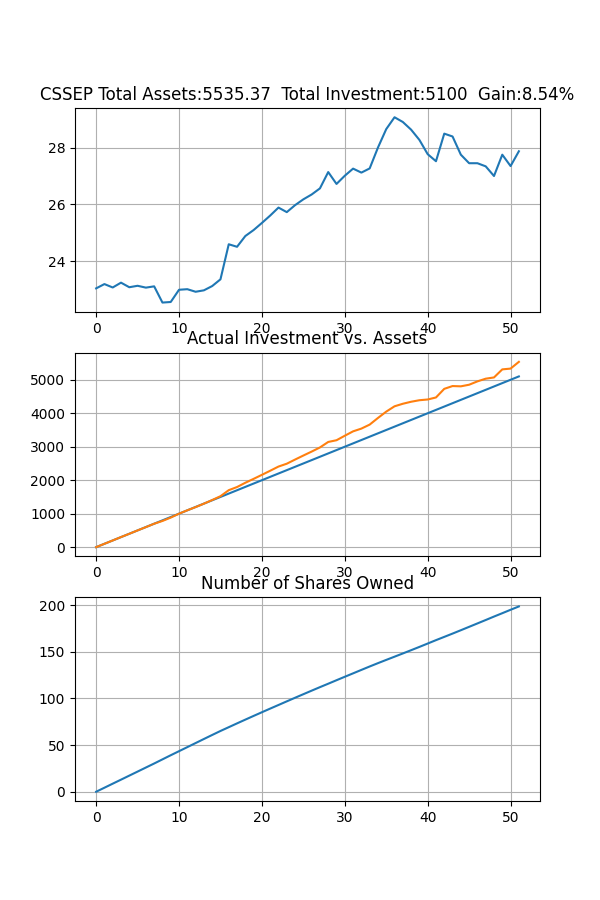 CSSEP Total Assets:5535.37  Total Investment:5100  Gain:8.54%
28
26
24
0 10 20 30 40 50
Actual Investment vs. Assets
5000
4000
3000
2000
1000
0
0 10 20 30 40 50
Number of Shares Owned
200
150
100
50
0
0 10 20 30 40 50